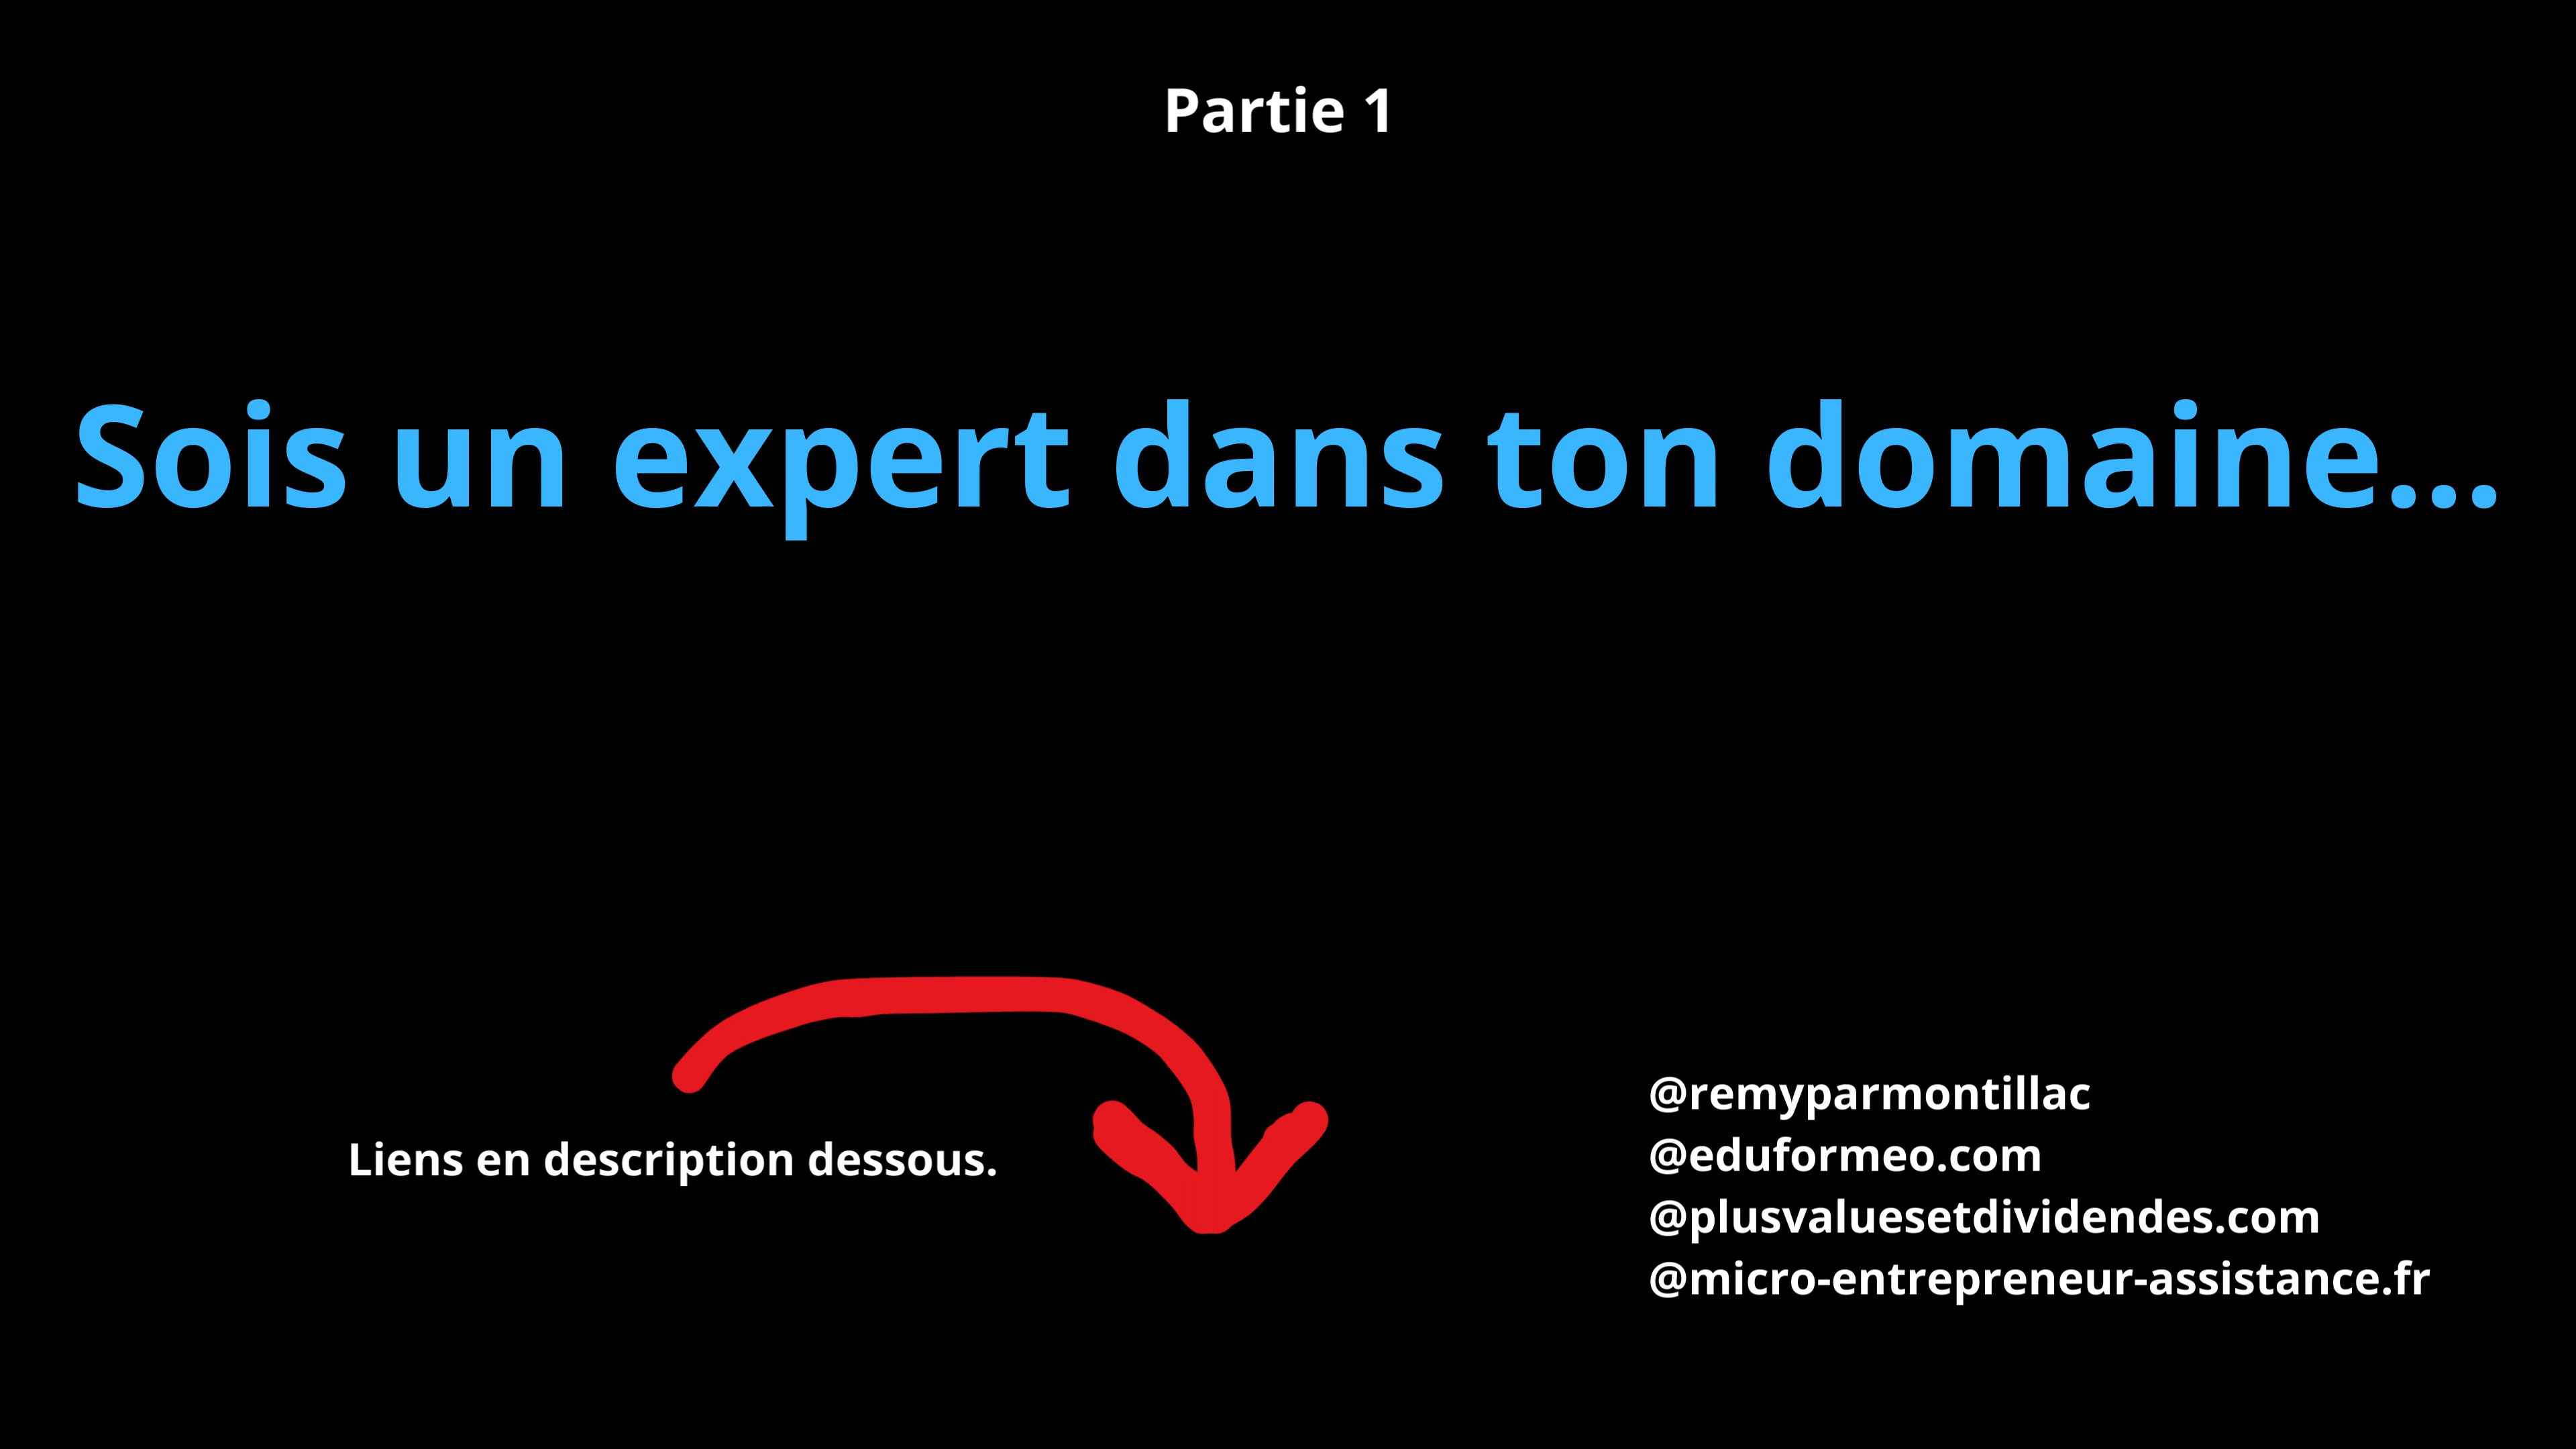 Partie 1
Sois un expert dans ton domaine...
Liens en description dessous.
@remyparmontillac
@eduformeo.com
@plusvaluesetdividendes.com
@micro-entrepreneur-assistance.fr